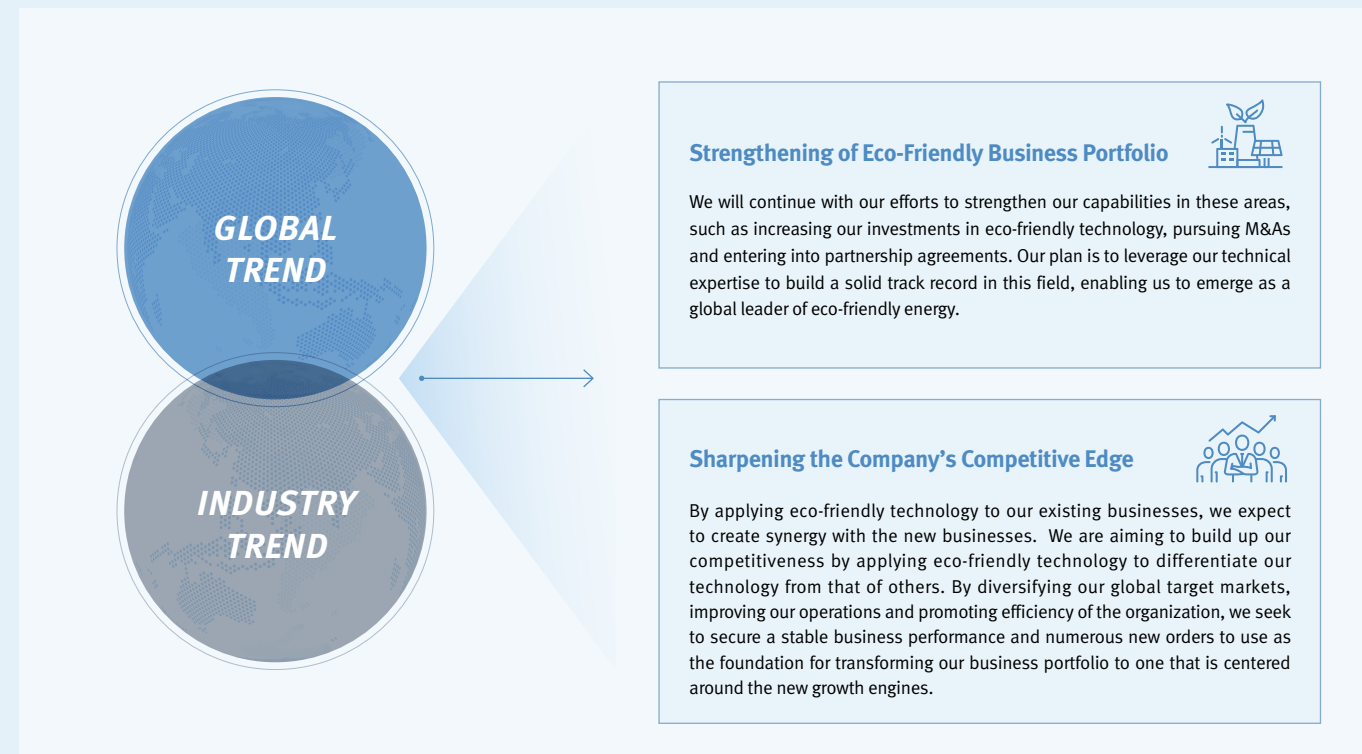 GLOBAL
TREND
INDUSTRY
TREND
Strengthening of Eco-Friendly Business Portfolio
We will continue with our efforts to strengthen our capabilities in these areas,
such as increasing our investments in eco-friendly technology, pursuing M&As
and entering into partnership agreements. Our plan is to leverage our technical
expertise to build a solid track record in this field, enabling us to emerge as a
global leader of eco-friendly energy.
Sharpening the Company’s Competitive Edge
By applying eco-friendly technology to our existing businesses, we expect
to create synergy with the new businesses.  We are aiming to build up our
competitiveness by applying eco-friendly technology to differentiate our
technology from that of others. By diversifying our global target markets,
improving our operations and promoting efficiency of the organization, we seek
to secure a stable business performance and numerous new orders to use as
the foundation for transforming our business portfolio to one that is centered
around the new growth engines.